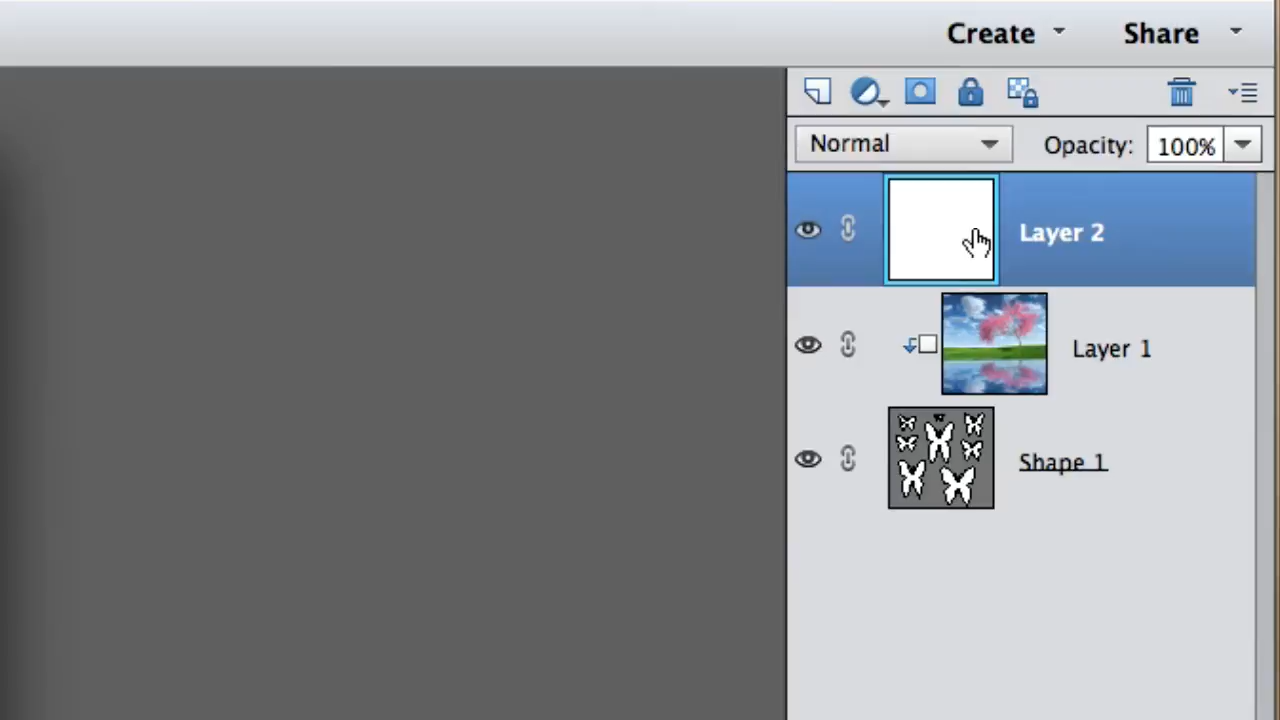 Create Share
Normal Opacity: 100%
Layer 2
Layer 1
Shape 1